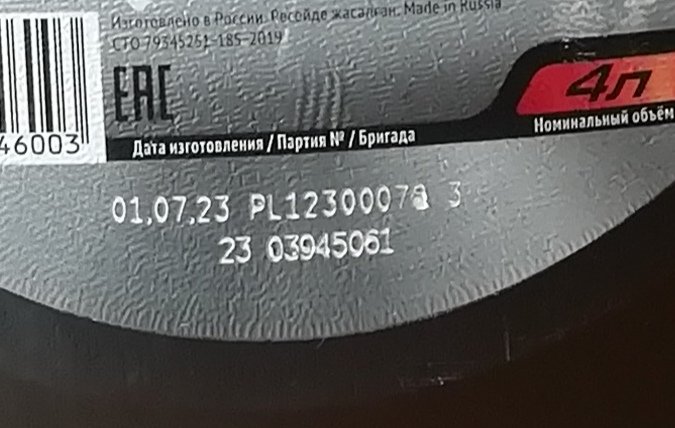 Изготовлено в России. Ресейде жасалған. Made in Russia
СТО 79345251-185-2019
EAC
4л
46003
Номинальный объём
Дата изготовления / Партия № / Бригада
01,07,23 3
23 03945061